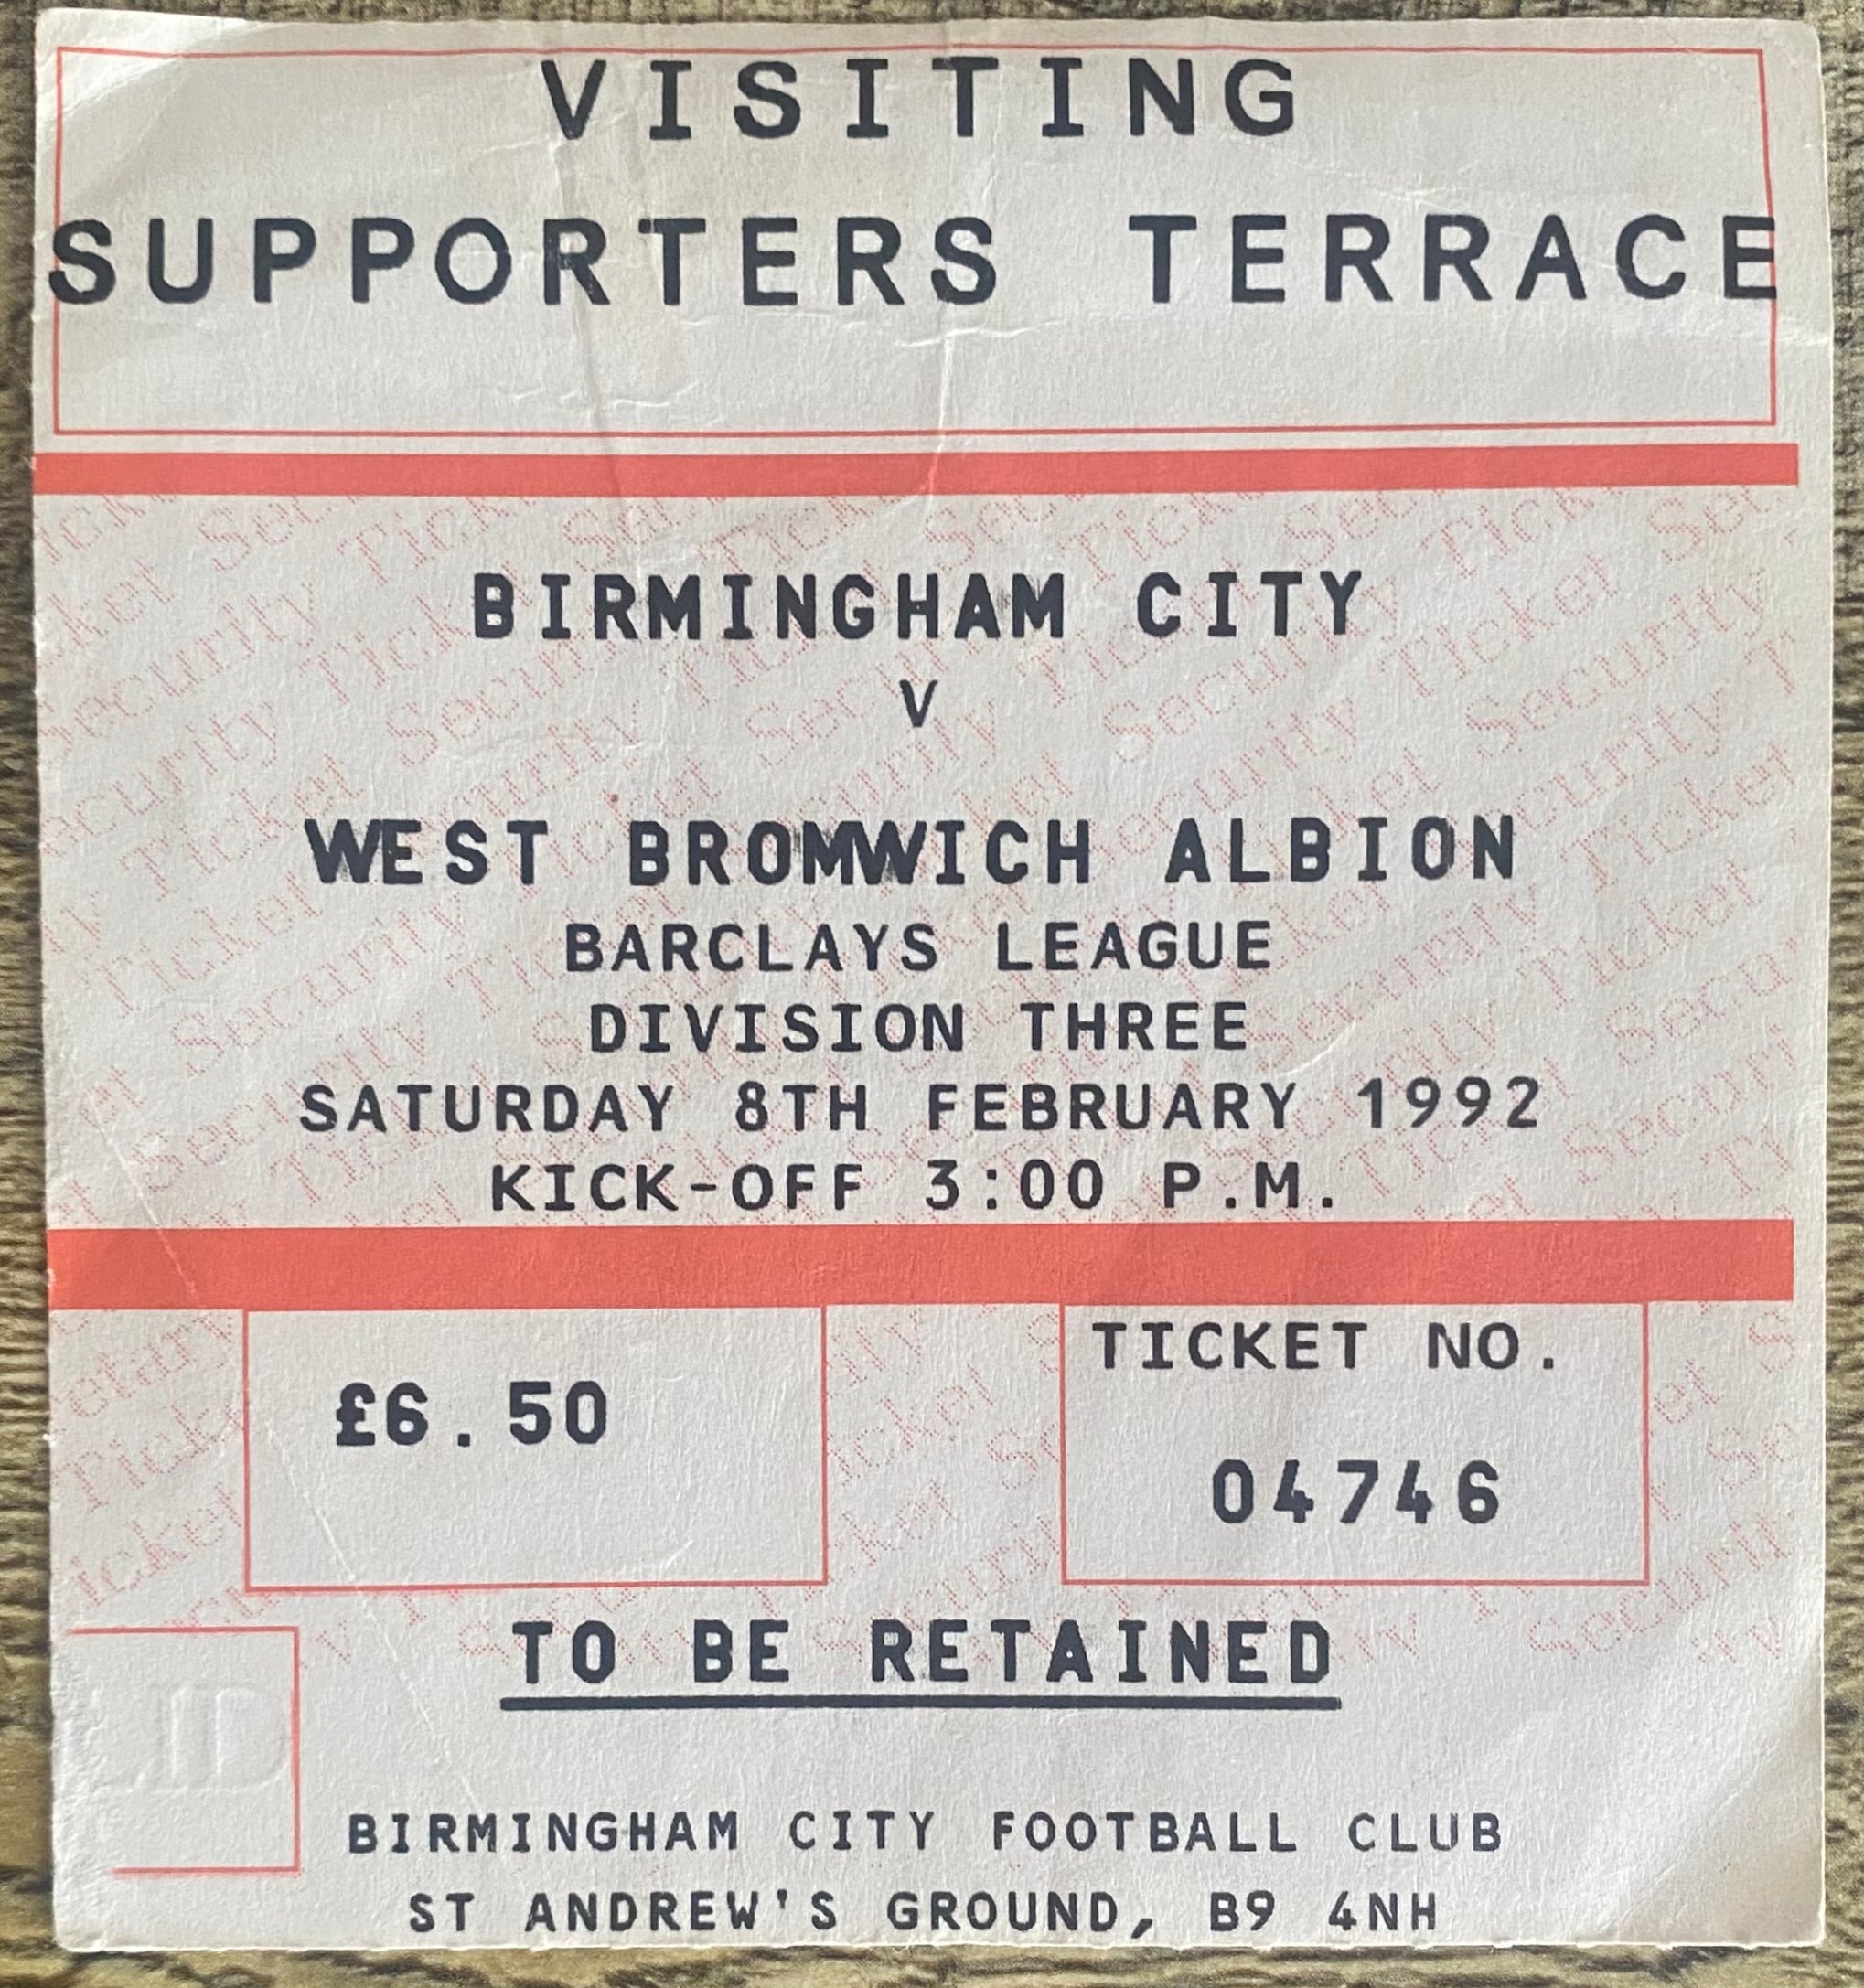 VISITING
SUPPORTERS TERRACE
BIRMINGHAM CITY
V
WEST BROMWICH ALBION
BARCLAYS LEAGUE
DIVISION THREE
SATURDAY 8TH FEBRUARY 1992
KICK-OFF 3:00 P.M.
£6.50
TICKET NO.
04746
TO BE RETAINED
BIRMINGHAM CITY FOOTBALL CLUB
ST ANDREW'S GROUND, B9 4NH